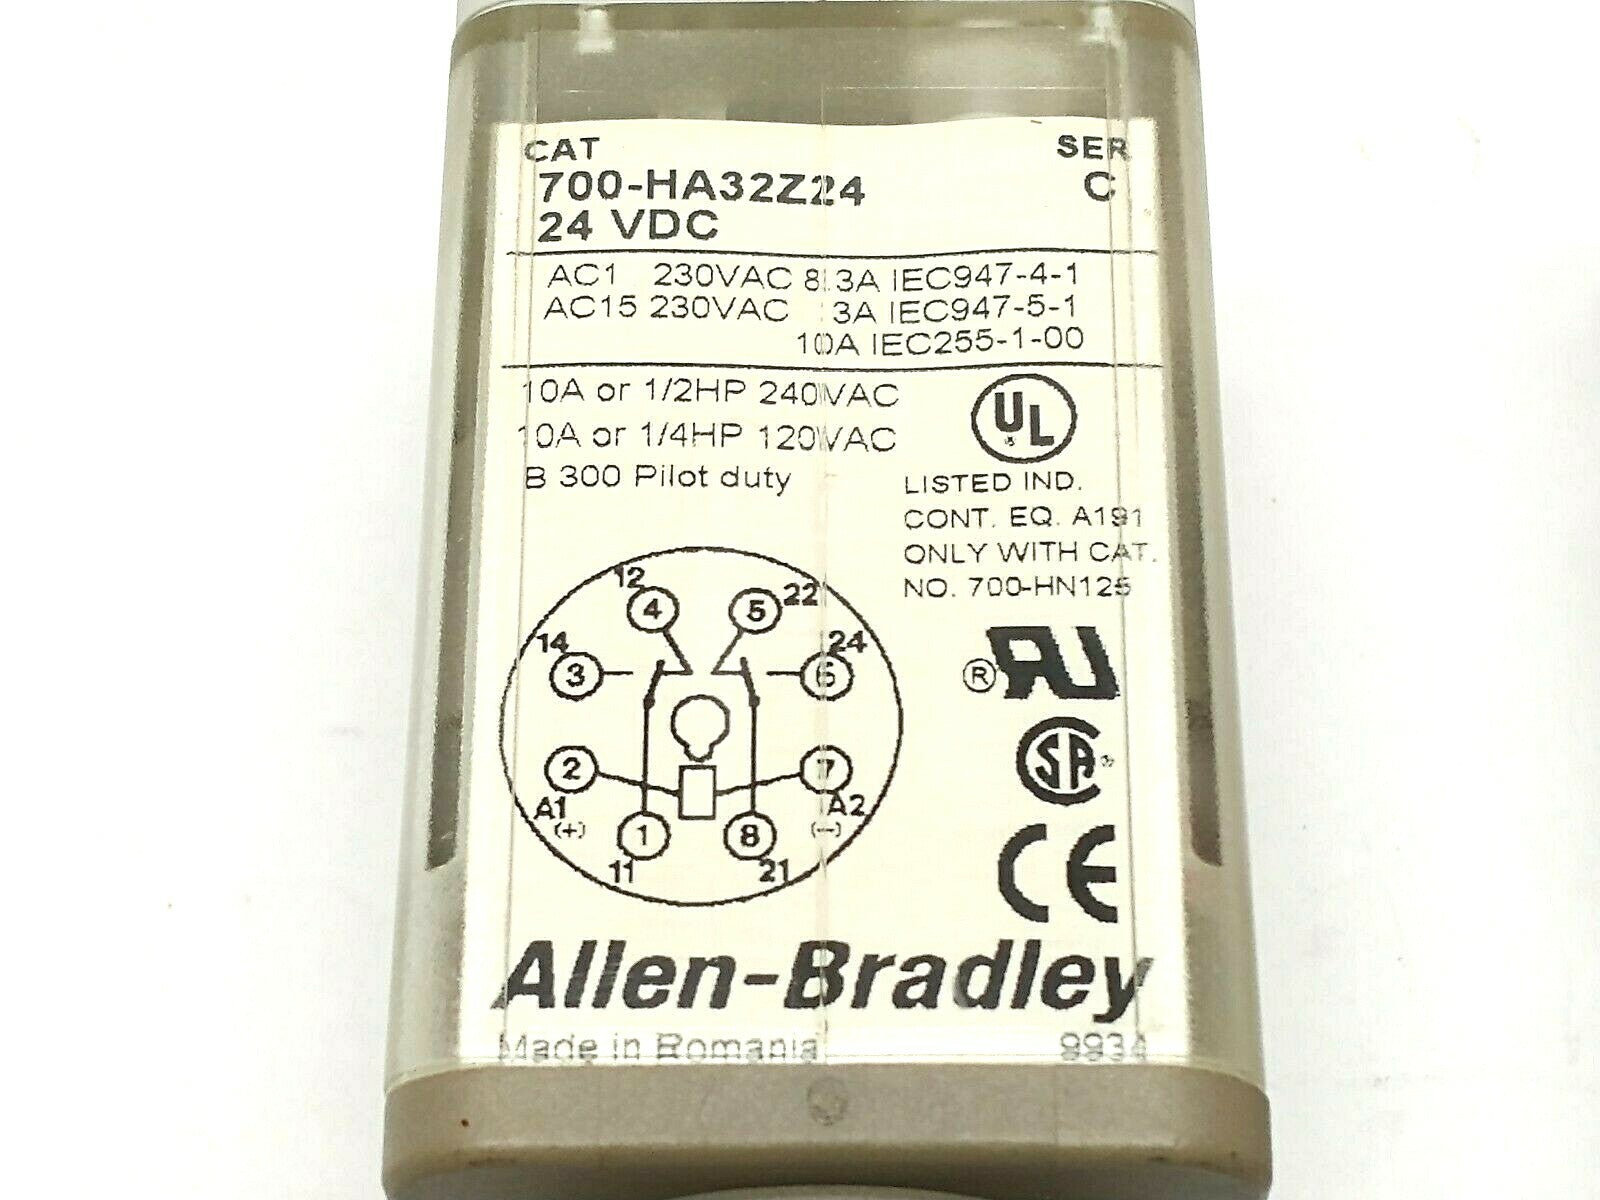 CAT SER
700-HA32Z24 C
24 VDC
AC1 230VAC 8.3A IEC947-4-1
AC15 230VAC 3A IEC947-5-1
10A IEC255-1-00
10A or 1/2HP 240VAC
10A or 1/4HP 120VAC
B 300 Pilot duty
UL
LISTED IND.
CONT. EQ. A191
ONLY WITH CAT.
NO. 700-HN125
12 4 5 22
14 3 6 24
2 7
A1 A2
(+) 1 8 (-)
11 21
® RU
SA
CE
Allen-Bradley
Made in Romania 9934